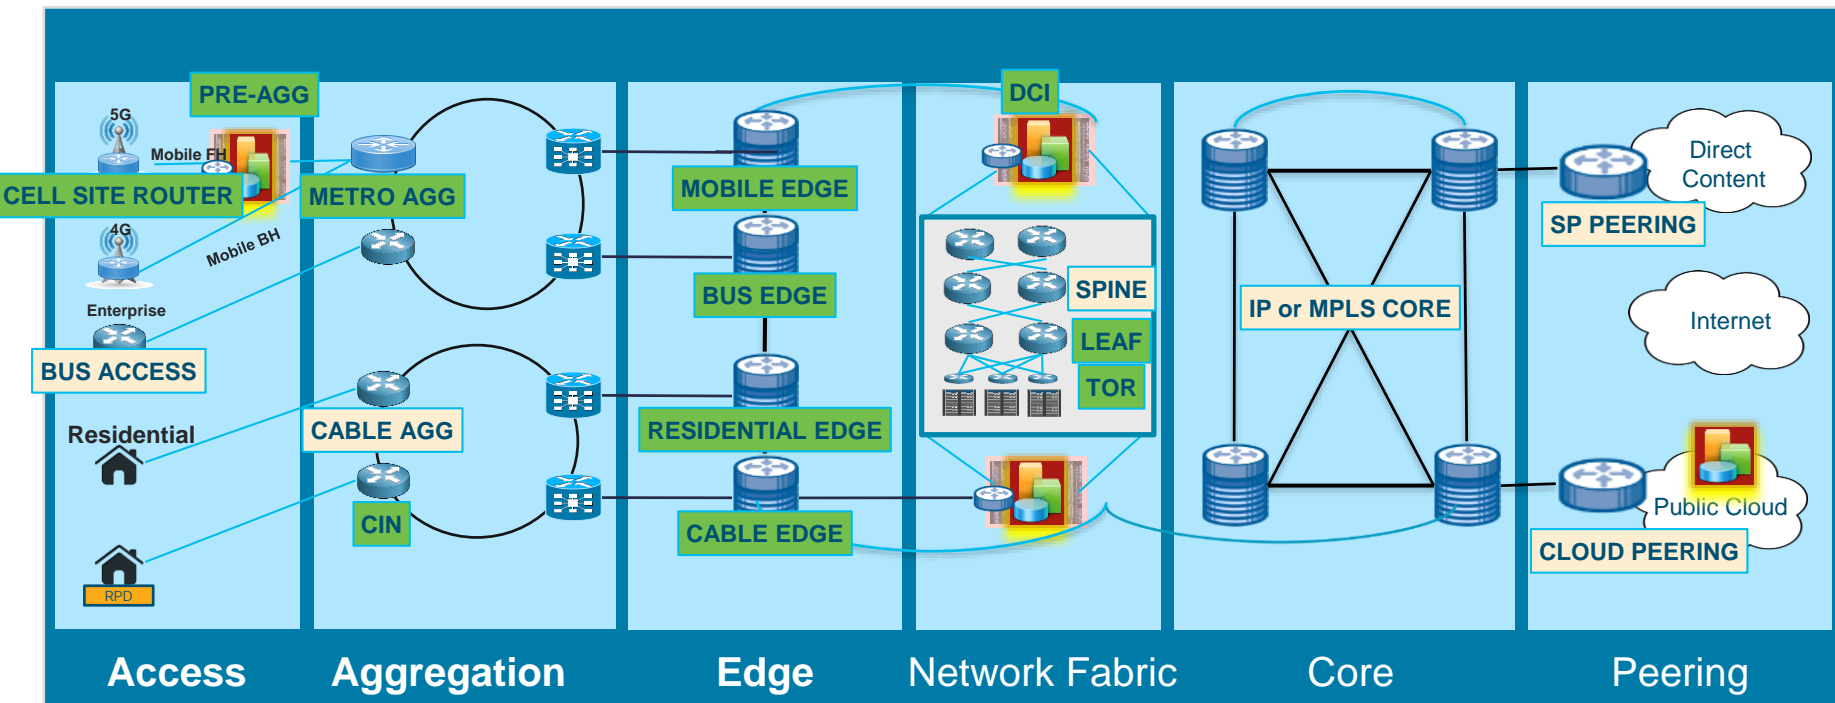 PRE-AGG
5G
Mobile FH
CELL SITE ROUTER
4G
Mobile BH
Enterprise
BUS ACCESS
Residential
RPD
METRO AGG
CABLE AGG
CIN
MOBILE EDGE
BUS EDGE
RESIDENTIAL EDGE
CABLE EDGE
DCI
SPINE
LEAF
TOR
IP or MPLS CORE
Direct
Content
SP PEERING
Internet
Public Cloud
CLOUD PEERING
Access
Aggregation
Edge
Network Fabric
Core
Peering